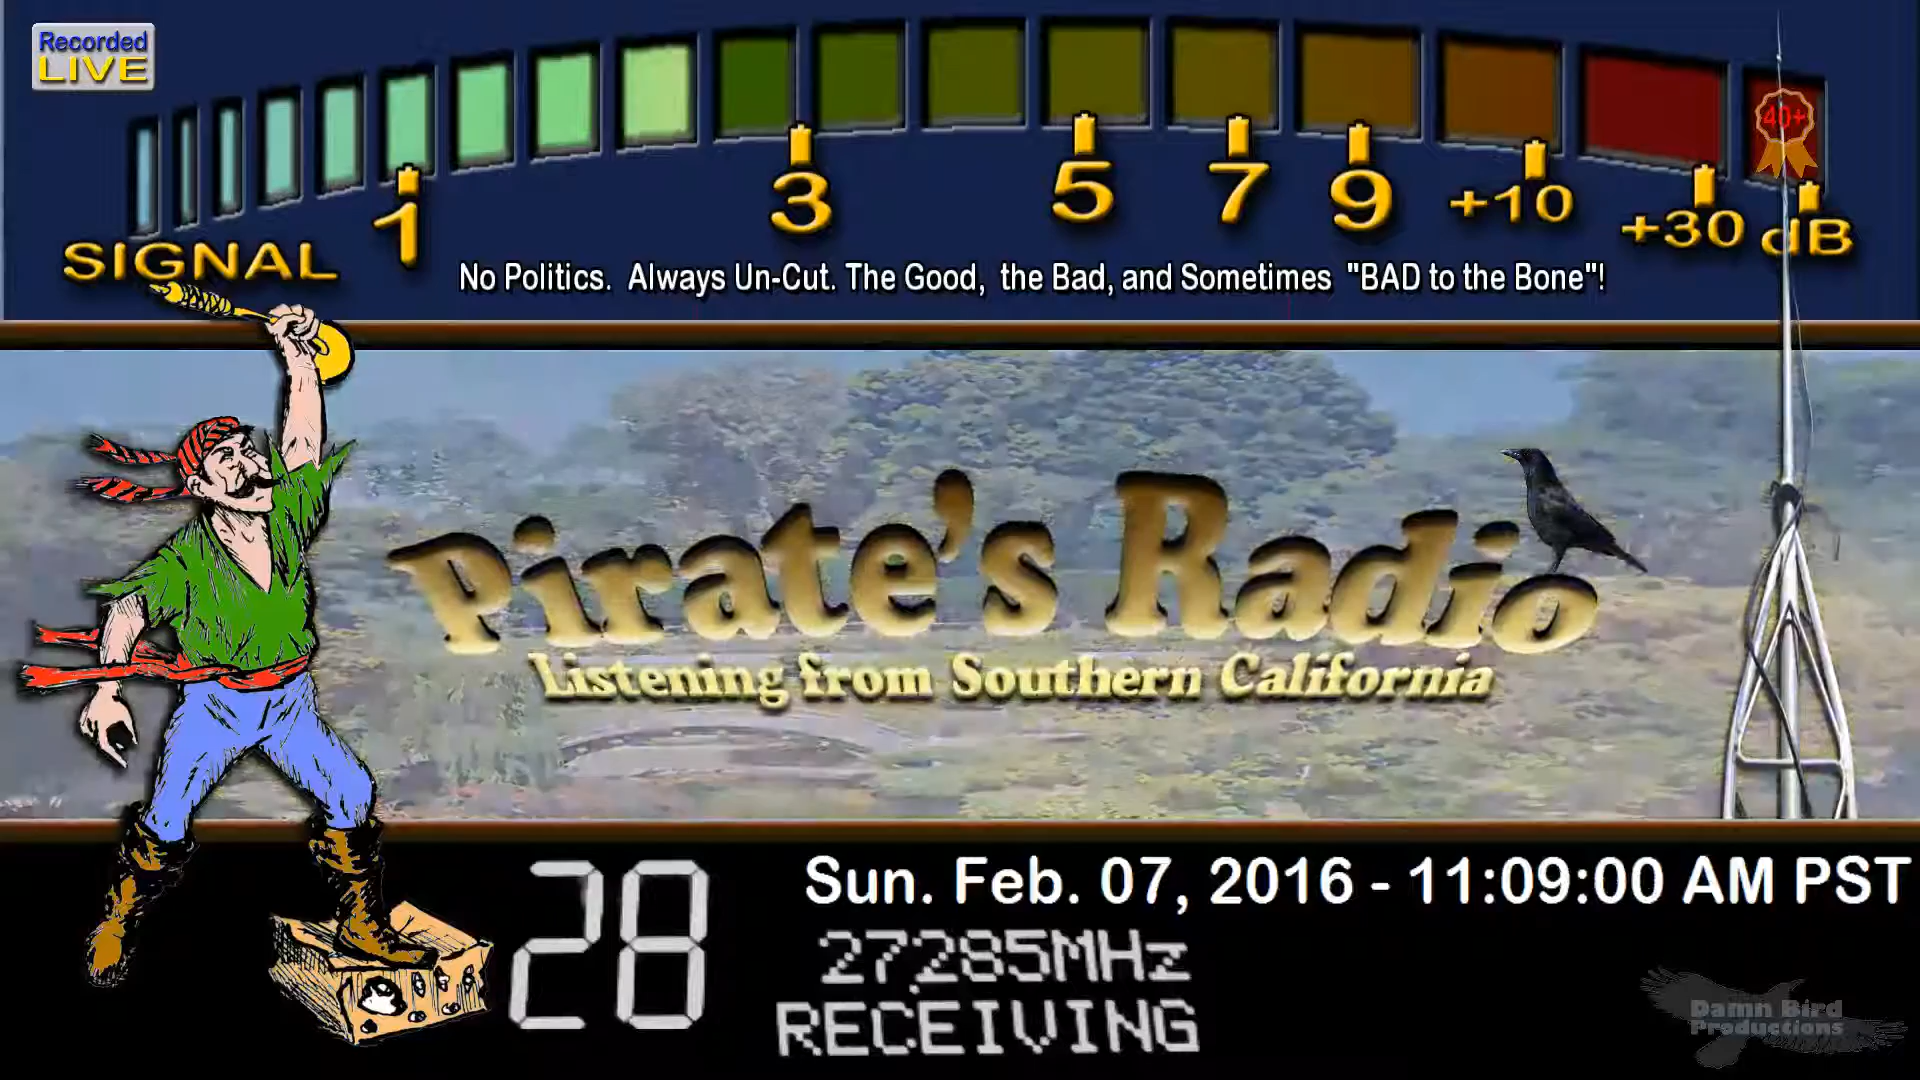 Recorded
LIVE
40+
1
3
5
7
9
+10
+30
dB
SIGNAL
No Politics.  Always Un-Cut. The Good,  the Bad, and Sometimes  "BAD to the Bone"!
Pirate's Radio
Listening from Southern California
28
Sun. Feb. 07, 2016 - 11:09:00 AM PST
27.285MHz
RECEIVING
Damn Bird
Productions